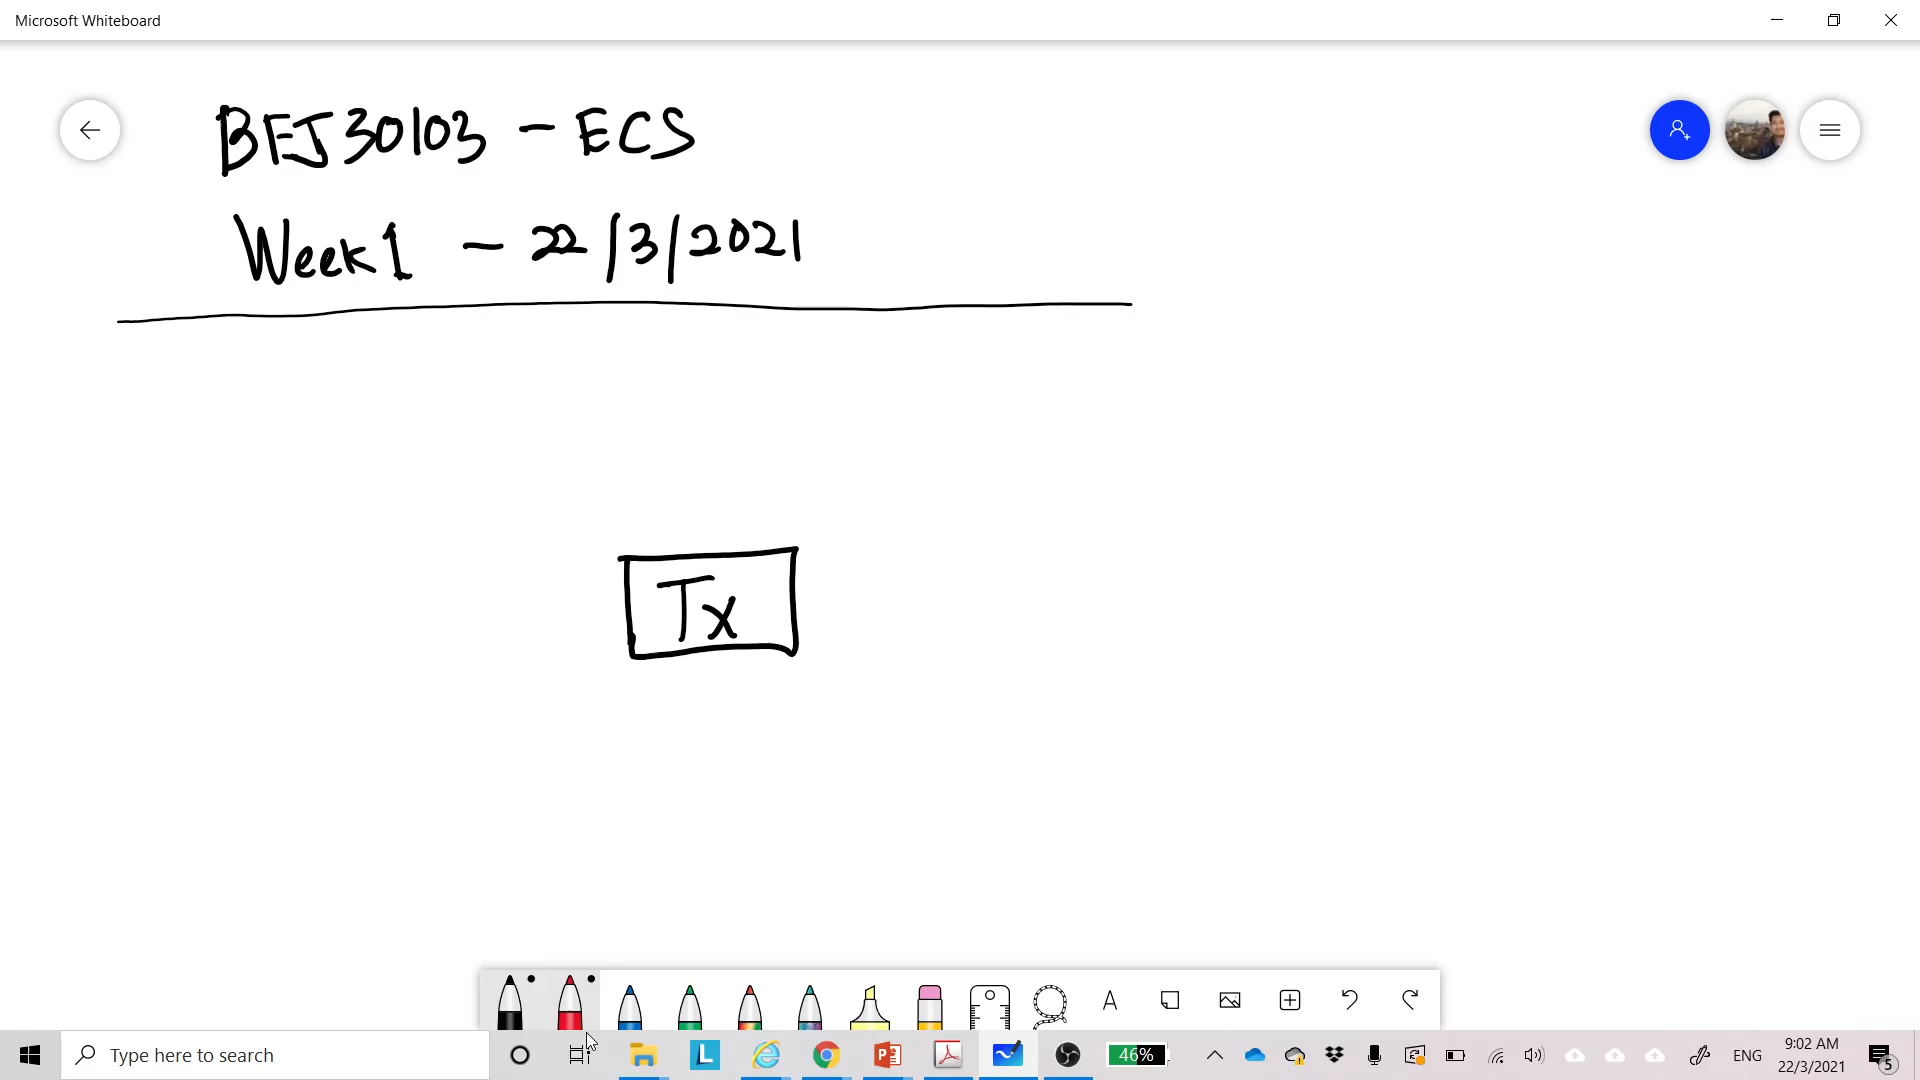 Microsoft Whiteboard
BEJ30103 - ECS
Week 1 - 22/3/2021
Tx
Type here to search
46%
ENG
9:02 AM
22/3/2021
5